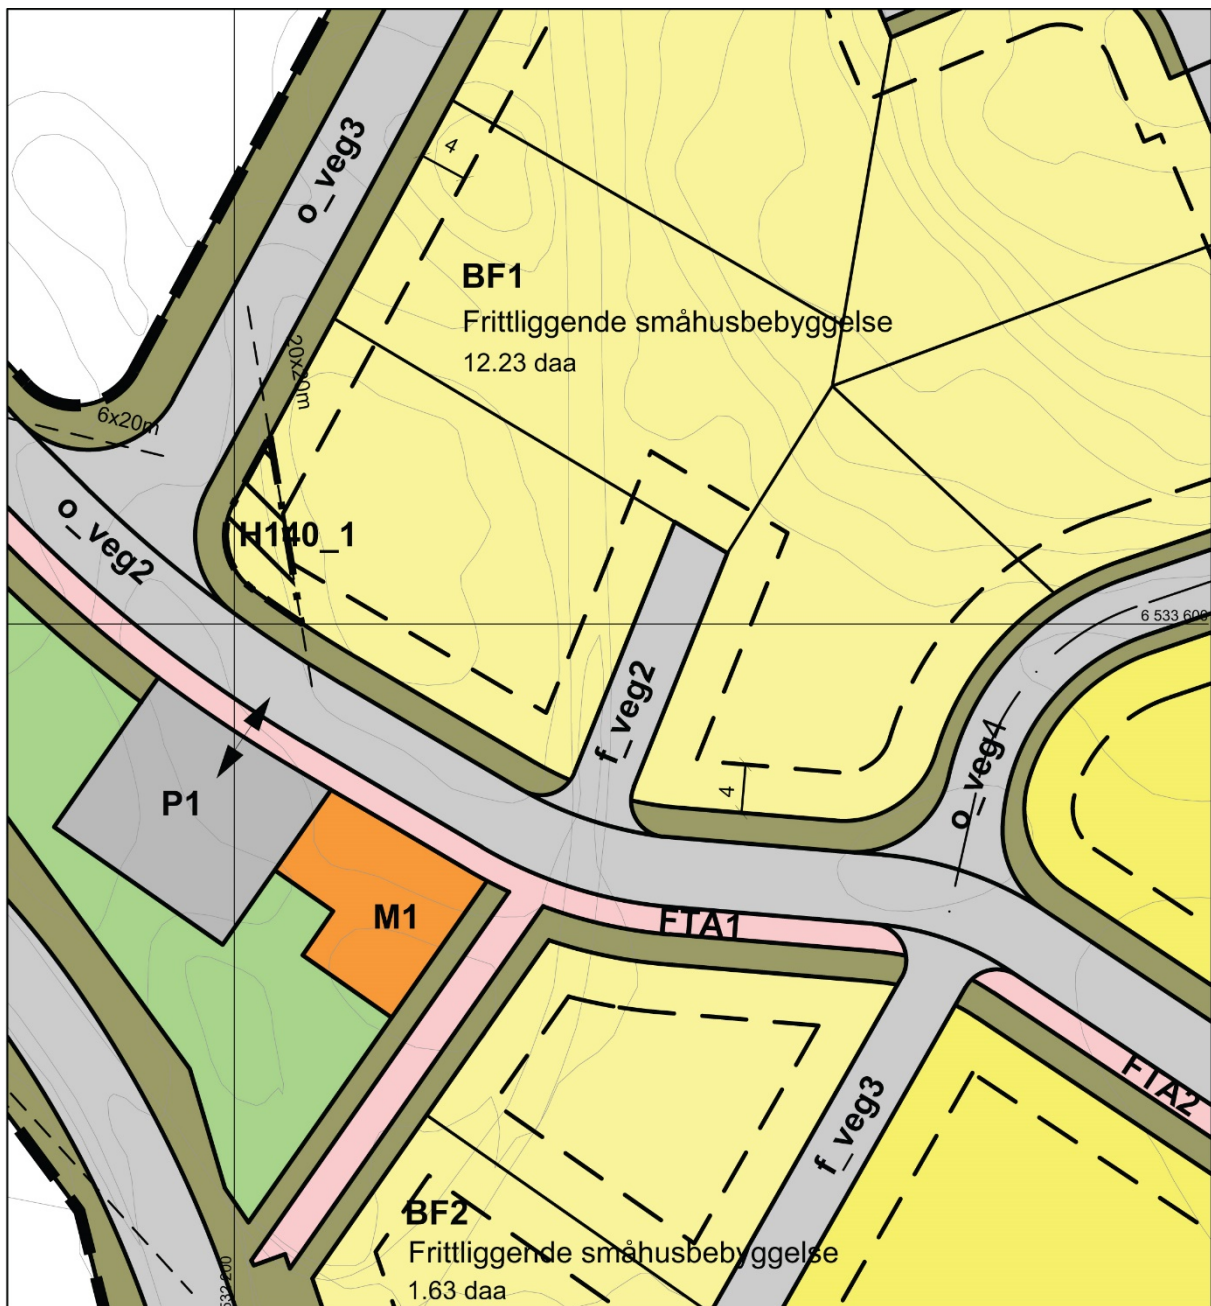 o_veg3
4
BF1
Frittliggende småhusbebyggelse
12.23 daa
20x20m
6x20m
o_veg2
H140_1
6 533 600
f_veg2
o_veg4
4
P1
M1
FTA1
FTA2
f_veg3
BF2
Frittliggende småhusbebyggelse
1.63 daa